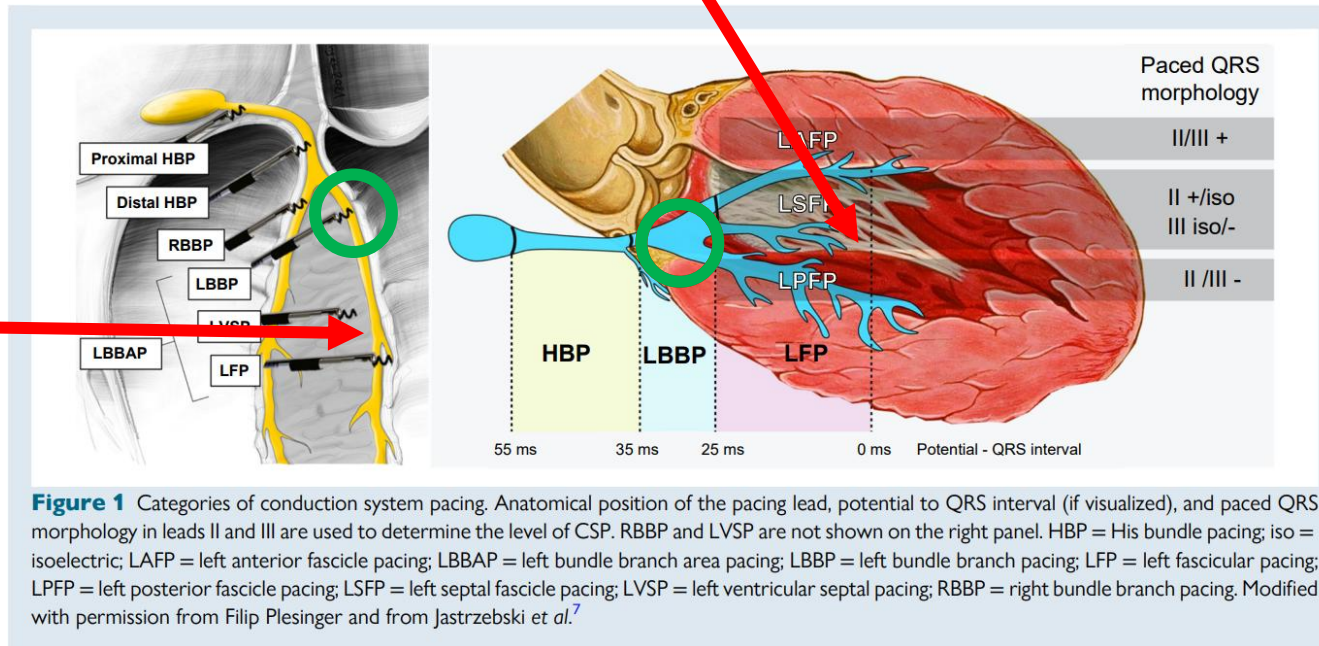 Proximal HBP
Distal HBP
RBBP
LBBP
LVSP
LBBAP
LFP
Paced QRS
morphology
LAFP
II/III +
LSFP
II +/iso
III iso/-
LPFP
II /III -
HBP
LBBP
LFP
55 ms
35 ms
25 ms
0 ms
Potential - QRS interval
Figure 1 Categories of conduction system pacing. Anatomical position of the pacing lead, potential to QRS interval (if visualized), and paced QRS
morphology in leads II and III are used to determine the level of CSP. RBBP and LVSP are not shown on the right panel. HBP = His bundle pacing; iso =
isoelectric; LAFP = left anterior fascicle pacing; LBBAP = left bundle branch area pacing; LBBP = left bundle branch pacing; LFP = left fascicular pacing;
LPFP = left posterior fascicle pacing; LSFP = left septal fascicle pacing; LVSP = left ventricular septal pacing; RBBP = right bundle branch pacing. Modified
with permission from Filip Plesinger and from Jastrzebski et al.7